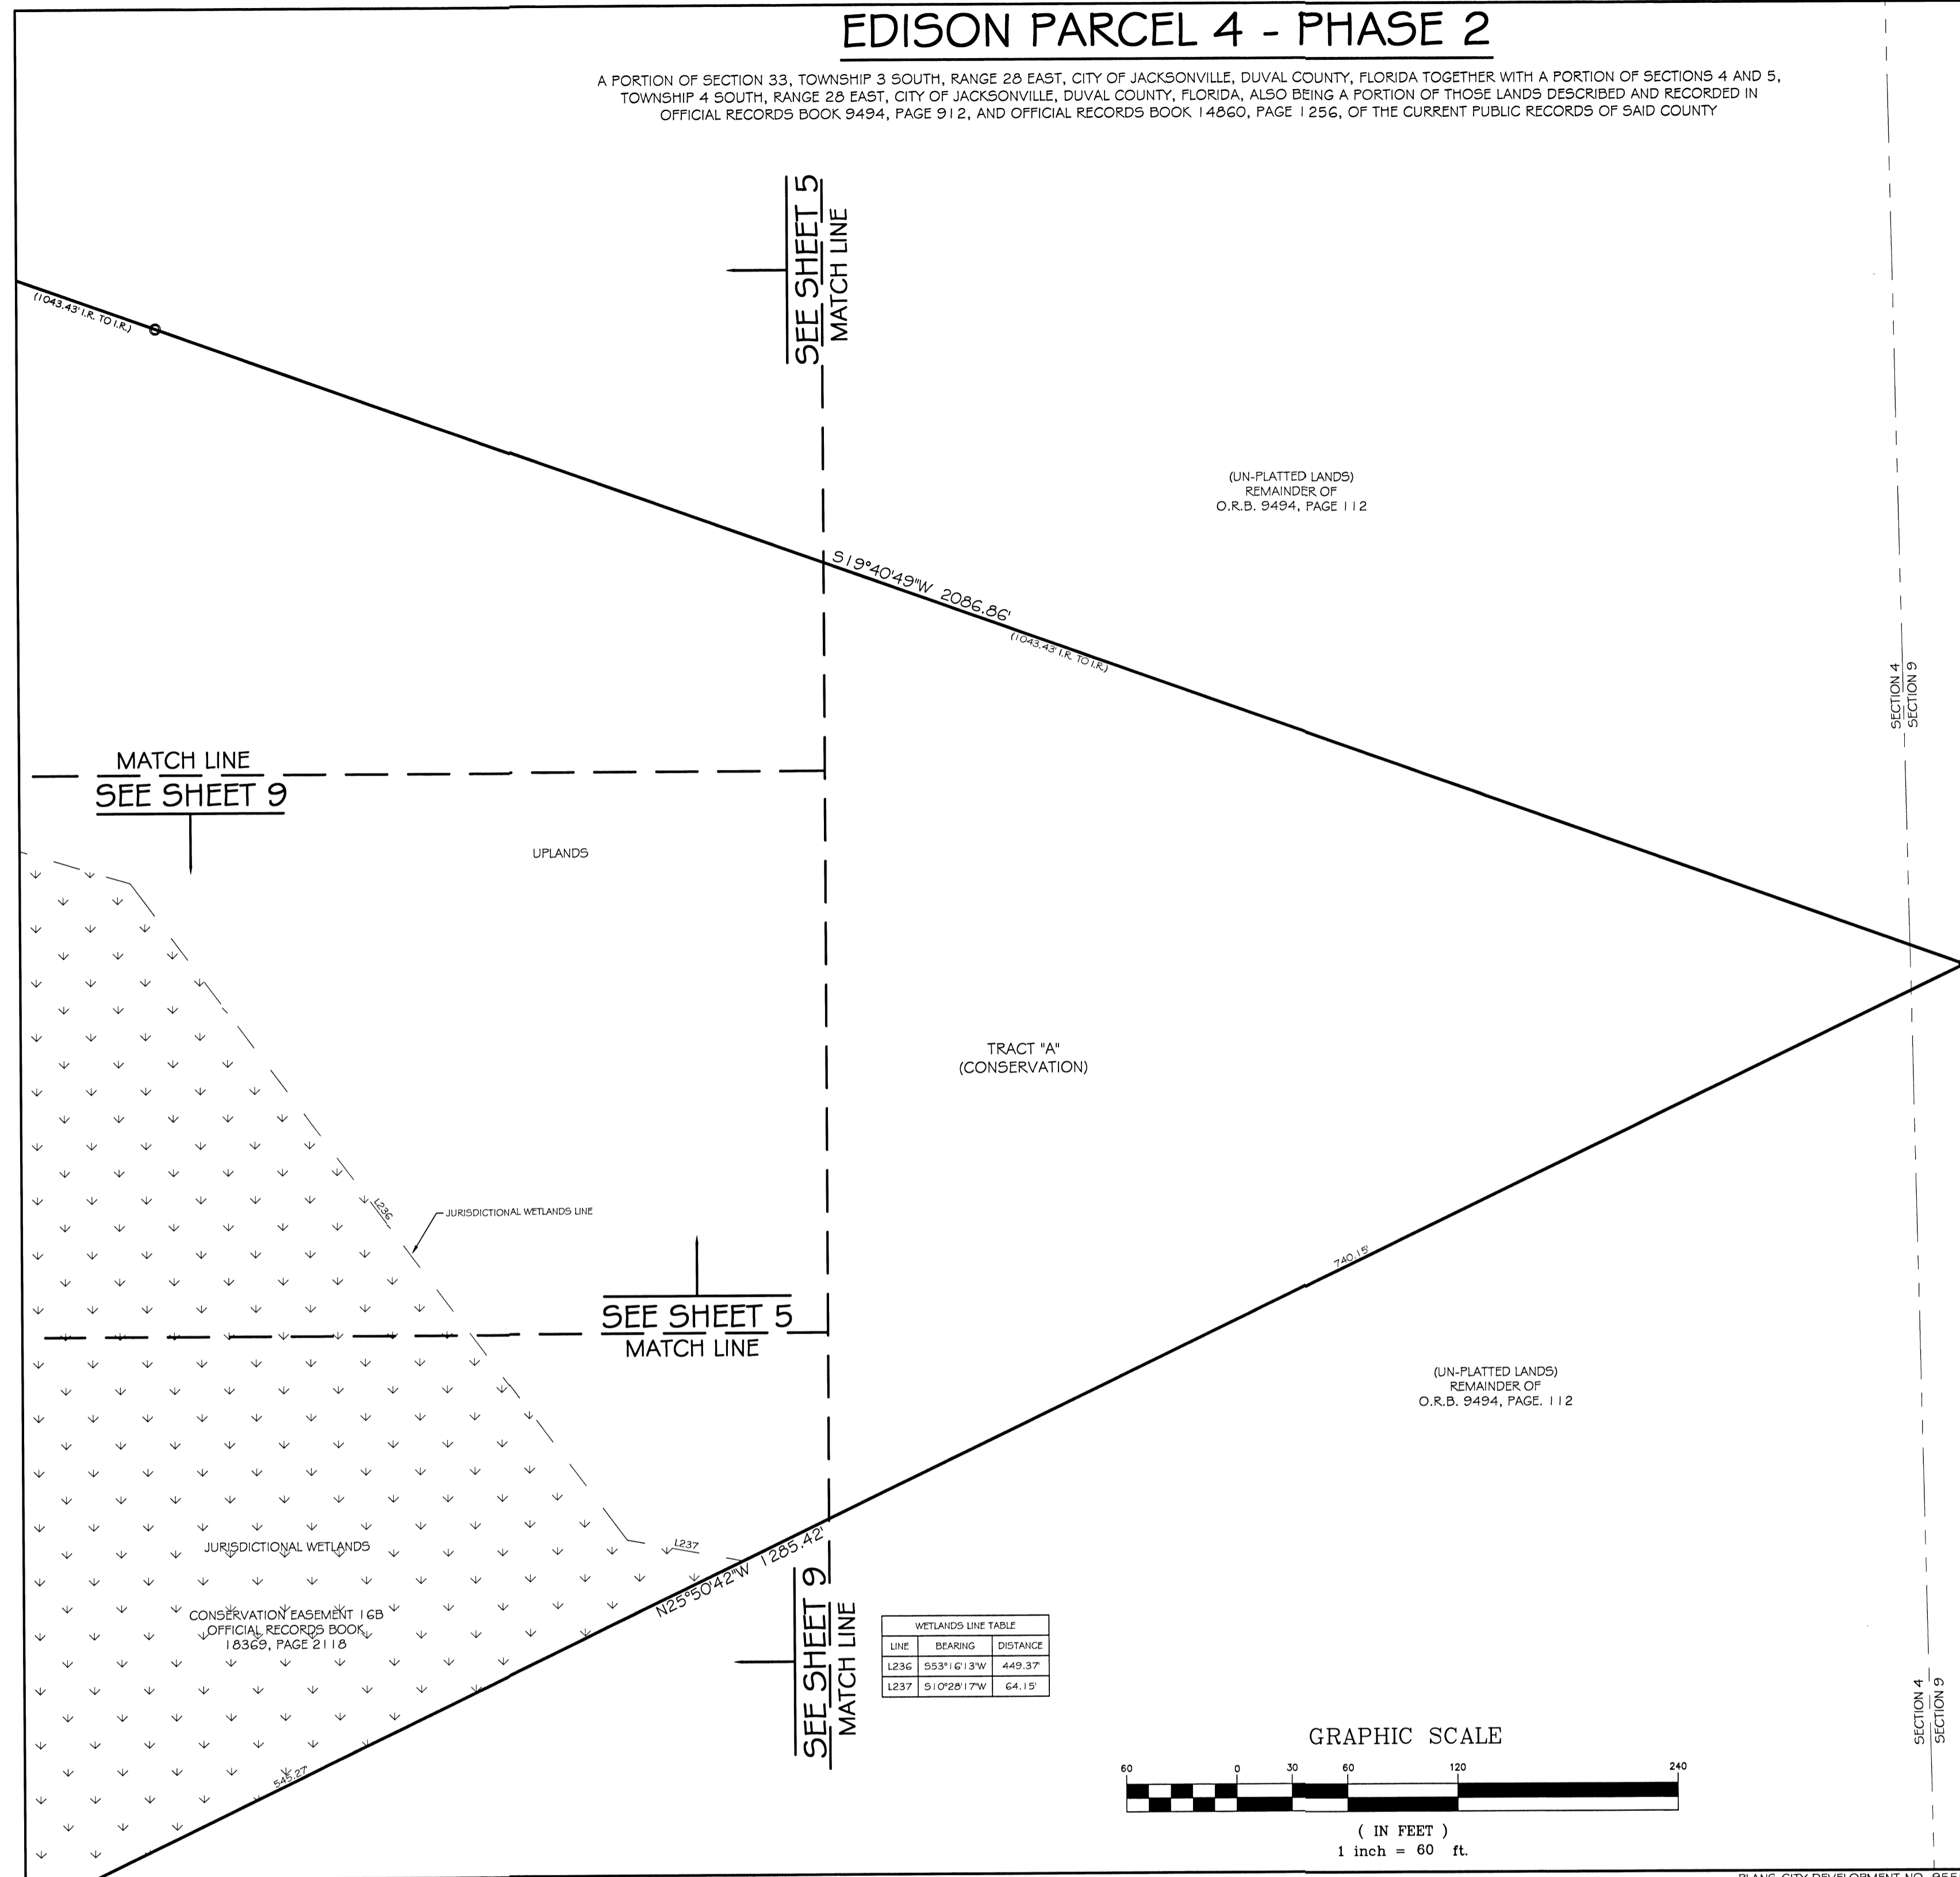 EDISON PARCEL 4 - PHASE 2
A PORTION OF SECTION 33, TOWNSHIP 3 SOUTH, RANGE 28 EAST, CITY OF JACKSONVILLE, DUVAL COUNTY, FLORIDA TOGETHER WITH A PORTION OF SECTIONS 4 AND 5,
TOWNSHIP 4 SOUTH, RANGE 28 EAST, CITY OF JACKSONVILLE, DUVAL COUNTY, FLORIDA, ALSO BEING A PORTION OF THOSE LANDS DESCRIBED AND RECORDED IN
OFFICIAL RECORDS BOOK 9494, PAGE 912, AND OFFICIAL RECORDS BOOK 14860, PAGE 1256, OF THE CURRENT PUBLIC RECORDS OF SAID COUNTY
SEE SHEET 5
MATCH LINE
(1043.43' I.R. TO I.R.)
(UN-PLATTED LANDS)
REMAINDER OF
O.R.B. 9494, PAGE 112
S19°40'49"W 2086.86'
(1043.43' I.R. TO I.R.)
SECTION 4
SECTION 9
MATCH LINE
SEE SHEET 9
UPLANDS
TRACT "A"
(CONSERVATION)
L236
JURISDICTIONAL WETLANDS LINE
740.15'
SEE SHEET 5
MATCH LINE
(UN-PLATTED LANDS)
REMAINDER OF
O.R.B. 9494, PAGE. 112
L237
JURISDICTIONAL WETLANDS
N25°50'42"W 1285.42'
CONSERVATION EASEMENT 16B
OFFICIAL RECORDS BOOK
18369, PAGE 2118
SEE SHEET 9
MATCH LINE
WETLANDS LINE TABLE
LINE BEARING DISTANCE
L236 S53°16'13"W 449.37'
L237 S10°28'17"W 64.15'
SECTION 4
SECTION 9
545.27'
GRAPHIC SCALE
60 0 30 60 120 240
( IN FEET )
1 inch = 60 ft.